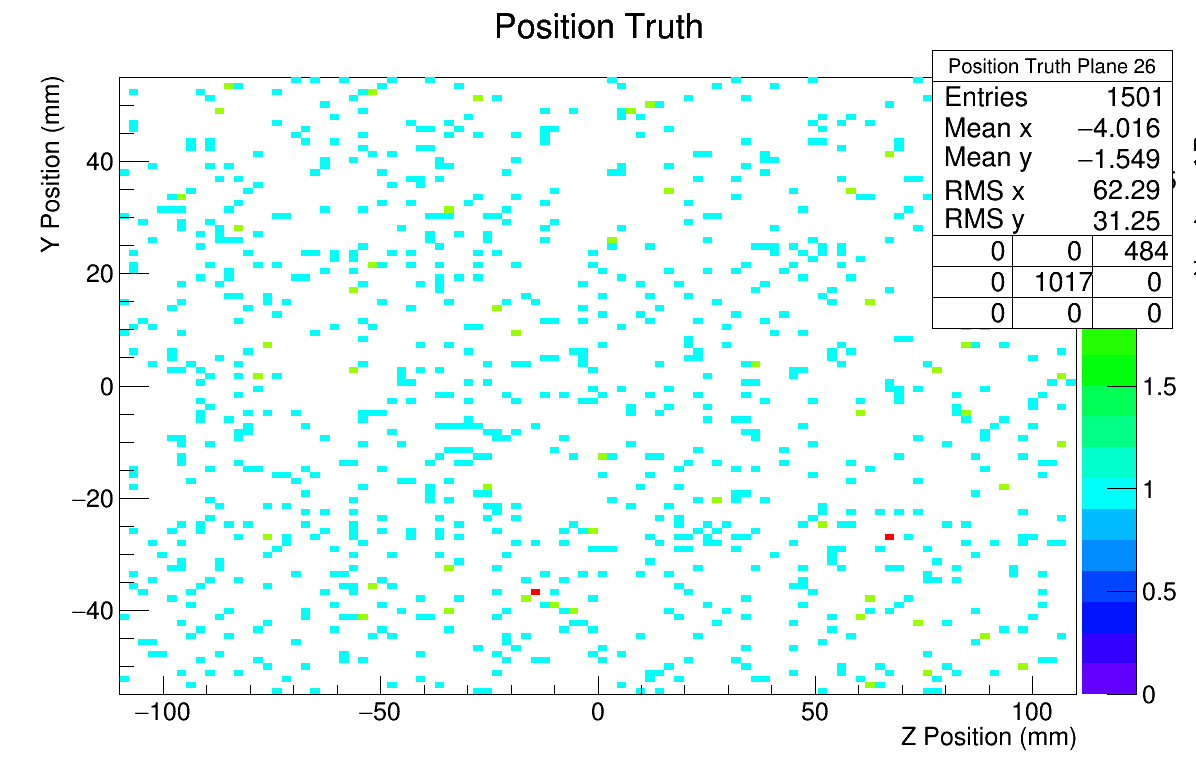 Position Truth
Y Position (mm)
40
20
0
−20
−40
−100
−50
0
50
100
Z Position (mm)
Position Truth Plane 26
Entries 1501
Mean x −4.016
Mean y −1.549
RMS x 62.29
RMS y 31.25
0 0 484
0 1017 0
0 0 0
1.5
1
0.5
0